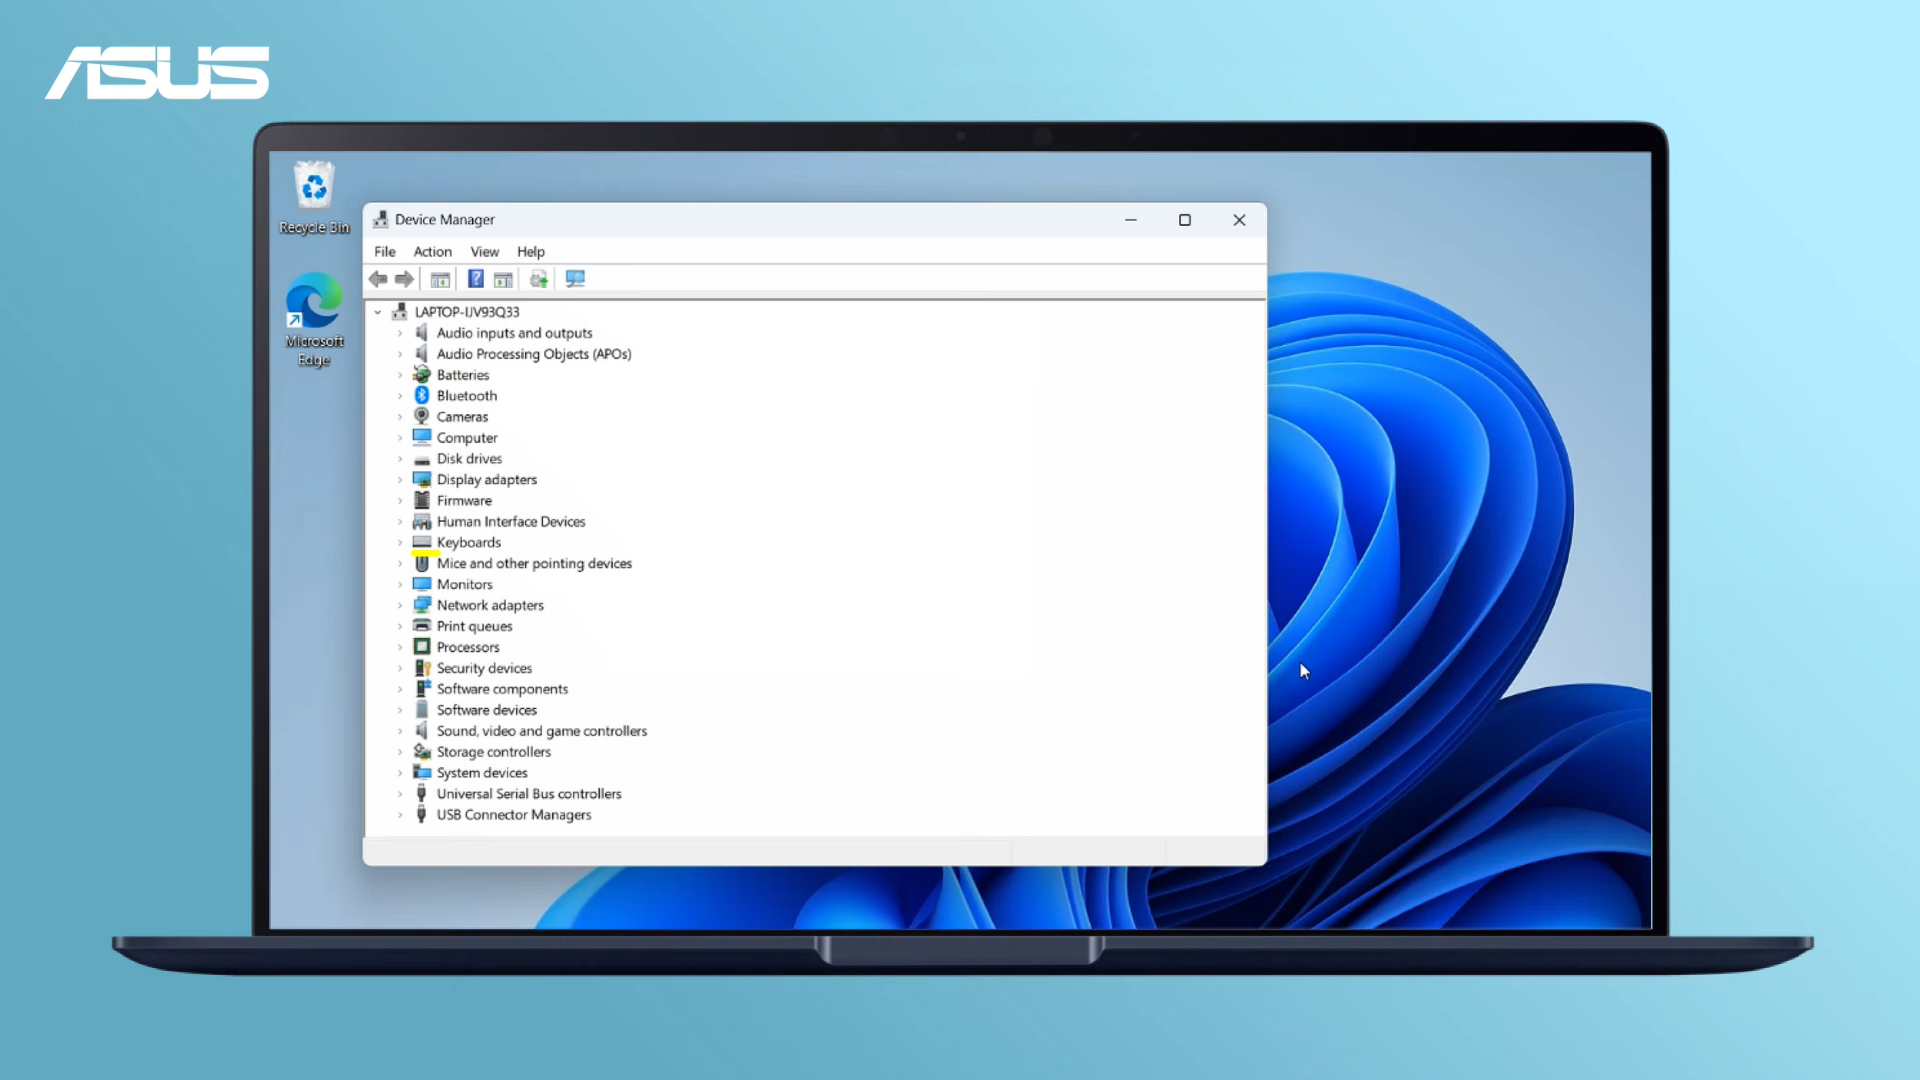 ASUS
Recycle Bin
Microsoft
Edge
Device Manager
File Action View Help
LAPTOP-IJV93Q33
Audio inputs and outputs
Audio Processing Objects (APOs)
Batteries
Bluetooth
Cameras
Computer
Disk drives
Display adapters
Firmware
Human Interface Devices
Keyboards
Mice and other pointing devices
Monitors
Network adapters
Print queues
Processors
Security devices
Software components
Software devices
Sound, video and game controllers
Storage controllers
System devices
Universal Serial Bus controllers
USB Connector Managers